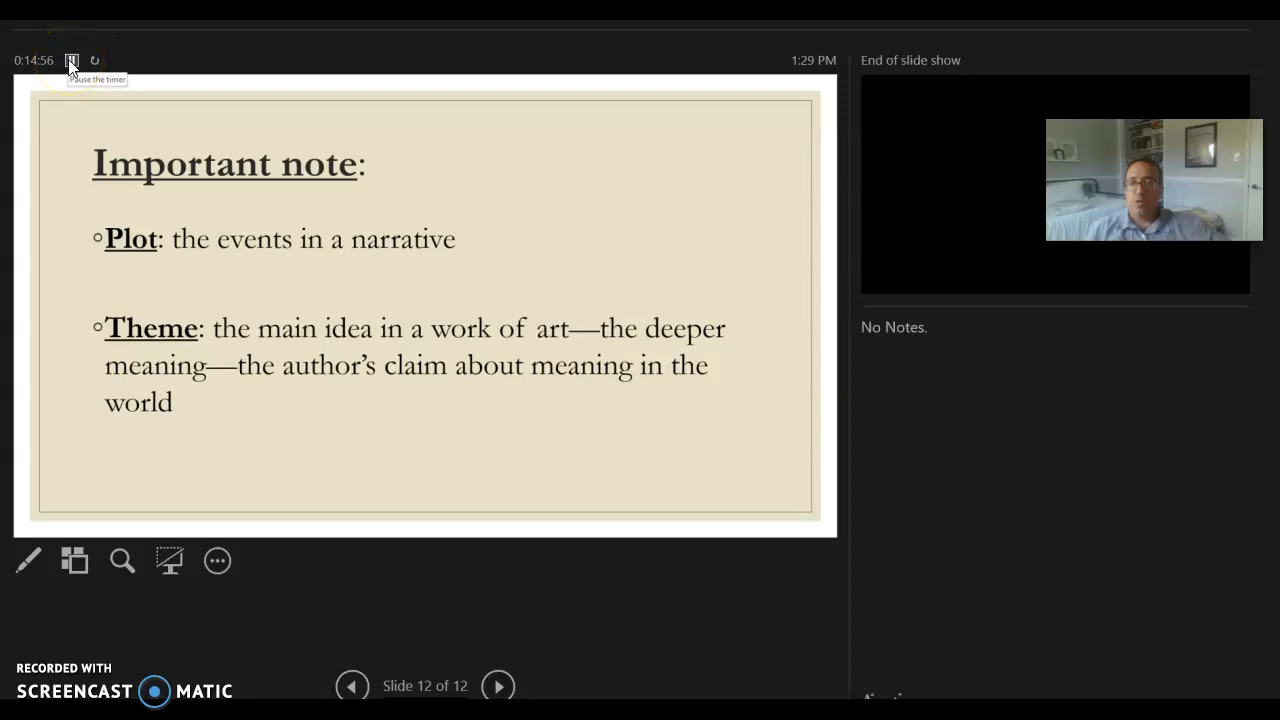 0:14:56
1:29 PM
End of slide show
Pause the timer
Important note:
Plot: the events in a narrative
Theme: the main idea in a work of art—the deeper
meaning—the author’s claim about meaning in the
world
No Notes.
RECORDED WITH
SCREENCAST MATIC
Slide 12 of 12